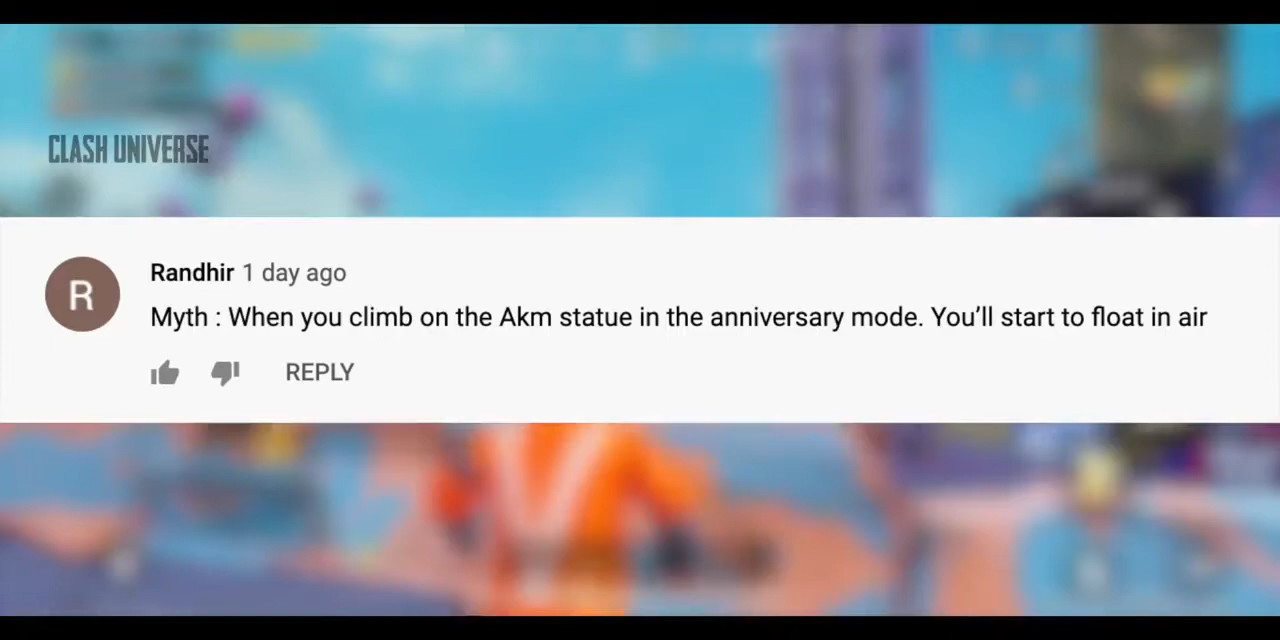 CLASH UNIVERSE
R
Randhir 1 day ago
Myth : When you climb on the Akm statue in the anniversary mode. You’ll start to float in air
REPLY